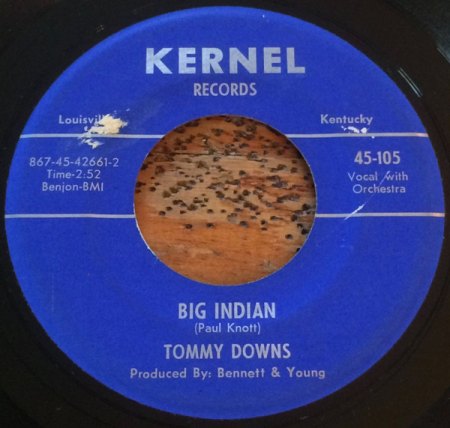 KERNEL
RECORDS
Louisville
Kentucky
867-45-42661-2
Time-2:52
Benjon-BMI
45-105
Vocal with
Orchestra
BIG INDIAN
(Paul Knott)
TOMMY DOWNS
Produced By: Bennett & Young